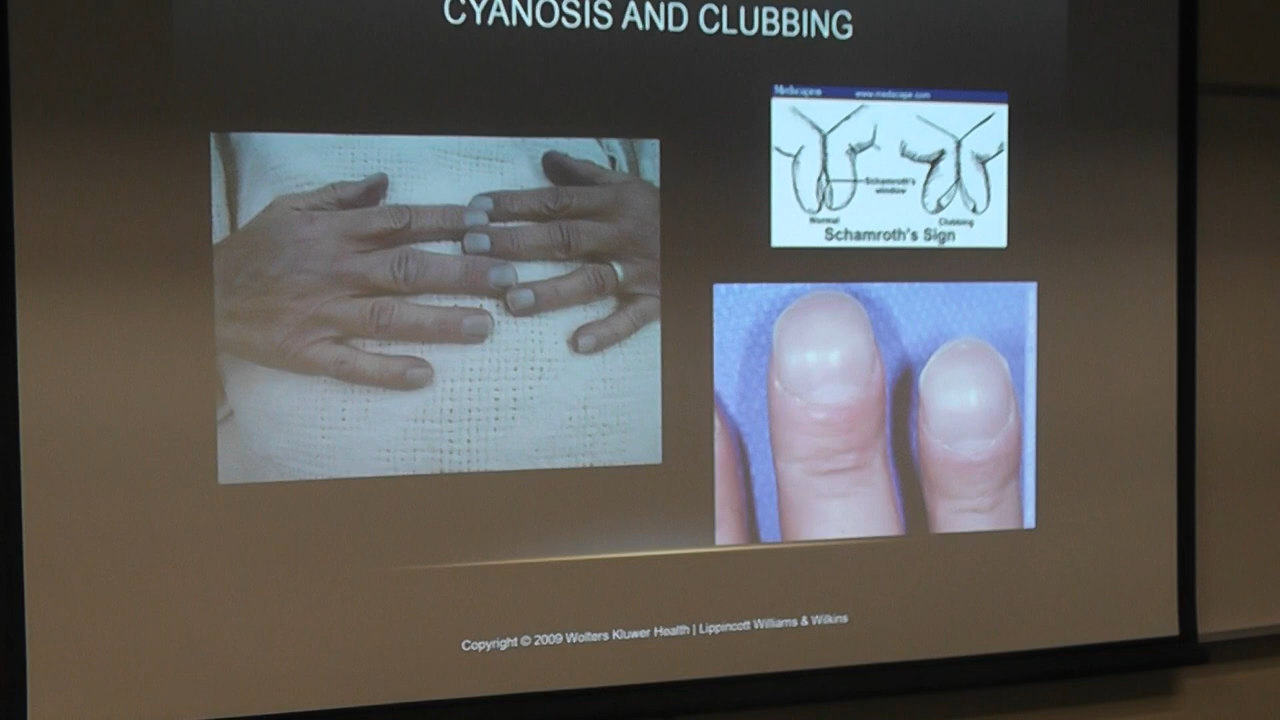 CYANOSIS AND CLUBBING
Medscape® www.medscape.com
Schamroth's
window
Normal Clubbing
Schamroth's Sign
Copyright © 2009 Wolters Kluwer Health | Lippincott Williams & Wilkins